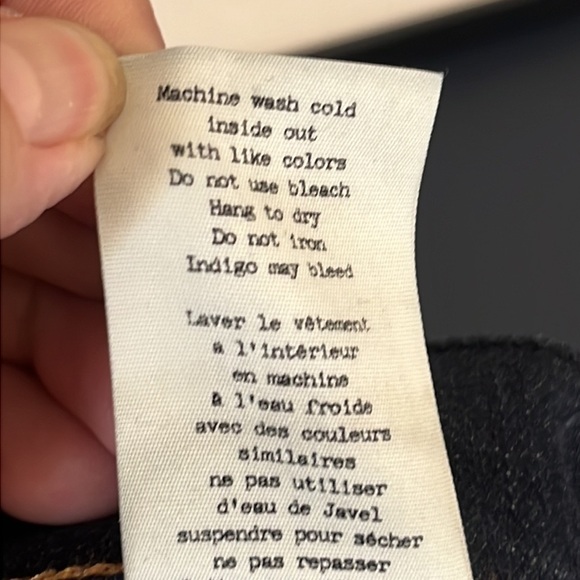 Machine wash cold
inside out
with like colors
Do not use bleach
Hang to dry
Do not iron
Indigo may bleed
Laver le vêtement
a l'intérieur
en machine
à l'eau froide
avec des couleurs
similaires
ne pas utiliser
d'eau de Javel
suspendre pour sécher
ne pas repasser